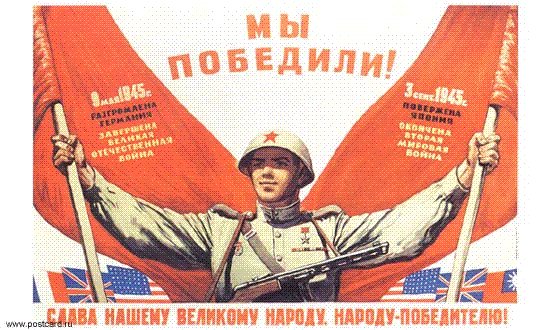 МЫ
ПОБЕДИЛИ!
9 МАЯ 1945 г.
РАЗГРОМЛЕНА
ГЕРМАНИЯ
ЗАВЕРШЕНА
ВЕЛИКАЯ
ОТЕЧЕСТВЕННАЯ
ВОЙНА
3 СЕНТ. 1945 г.
ПОВЕРЖЕНА
ЯПОНИЯ
ОКОНЧЕНА
ВТОРАЯ
МИРОВАЯ
ВОЙНА
СЛАВА НАШЕМУ ВЕЛИКОМУ НАРОДУ, НАРОДУ-ПОБЕДИТЕЛЮ!
www.postcard.ru